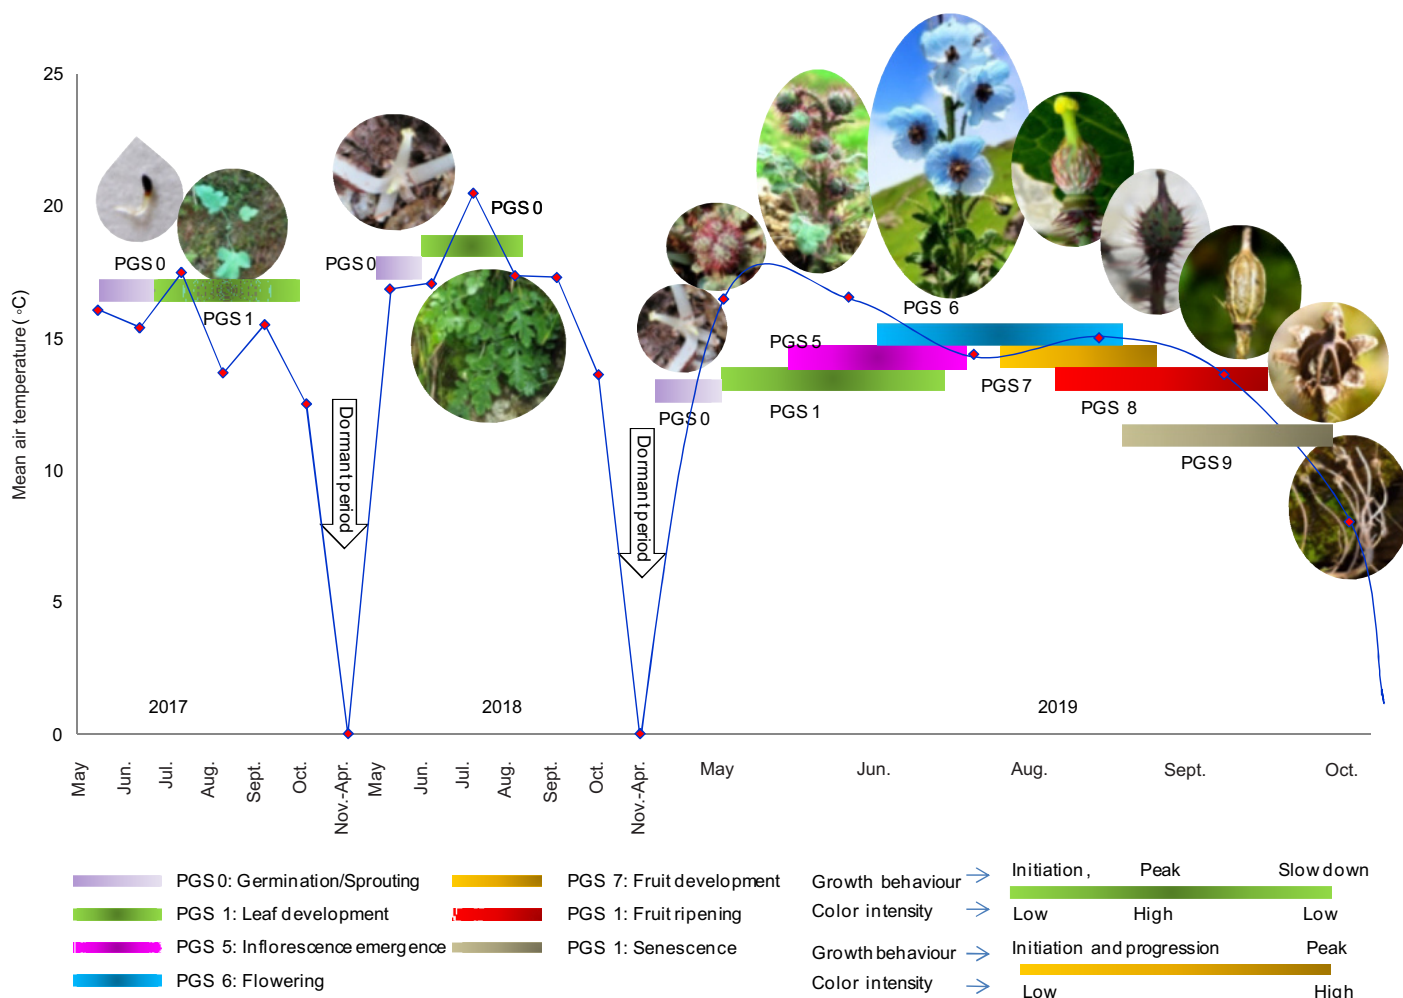 25
20
15
10
5
0
Mean air temperature( °C)
PGS 0
PGS 1
PGS 0
PGS 0
Dormant period
Dormant period
PGS 0
PGS 1
PGS 5
PGS 6
PGS 7
PGS 8
PGS 9
2017
2018
2019
May
Jun.
Jul.
Aug.
Sept.
Oct.
Nov.-Apr.
May
Jun.
Jul.
Aug.
Sept.
Oct.
Nov.-Apr.
May
Jun.
Aug.
Sept.
Oct.
PGS 0: Germination/Sprouting
PGS 1: Leaf development
PGS 5: Inflorescence emergence
PGS 6: Flowering
PGS 7: Fruit development
PGS 1: Fruit ripening
PGS 1: Senescence
Growth behaviour
Initiation, Peak Slow down
Color intensity
Low High Low
Growth behaviour
Initiation and progression Peak
Color intensity
Low High